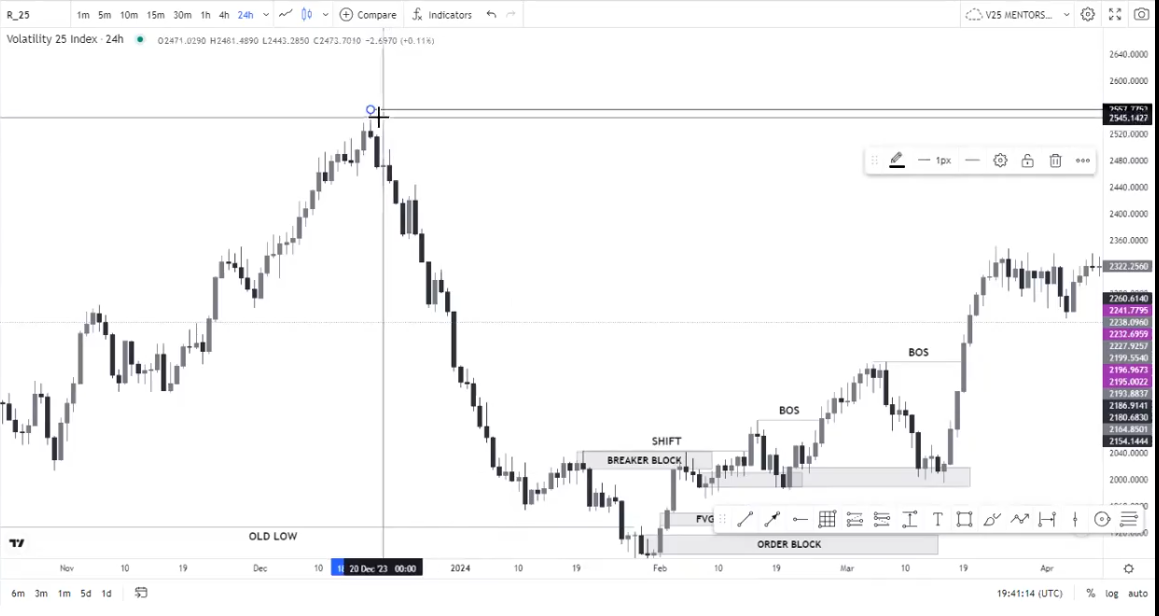 R_25 1m 5m 10m 15m 30m 1h 4h 24h Compare Indicators V25 MENTORS...
Volatility 25 Index · 24h O2471.0290 H2481.4890 L2443.2850 C2473.7010 −2.6970 (+0.11%)
2640.0000
2600.0000
2557.7752
2545.1427
2520.0000
1px
2480.0000
2440.0000
2400.0000
2360.0000
2322.2560
2260.6140
2241.7795
2238.0960
2232.6959
2227.9257
BOS
2199.5540
2196.9673
2195.0022
2193.8837
2186.9141
BOS
2180.6830
2164.8501
2154.1444
SHIFT
2040.0000
BREAKER BLOCK
2000.0000
FVG
OLD LOW
ORDER BLOCK
Nov 10 19 Dec 10 20 Dec '23 00:00 2024 10 19 Feb 10 19 Mar 10 19 Apr
6m 3m 1m 5d 1d 19:41:14 (UTC) % log auto